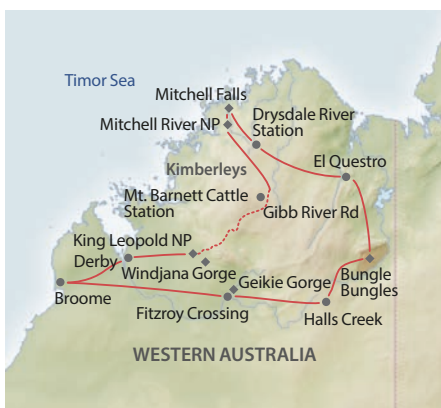 Timor Sea
Mitchell Falls
Mitchell River NP
Drysdale River
Station
El Questro
Kimberleys
Mt. Barnett Cattle
Station
Gibb River Rd
King Leopold NP
Derby
Windjana Gorge
Geikie Gorge
Bungle
Bungles
Broome
Fitzroy Crossing
Halls Creek
WESTERN AUSTRALIA